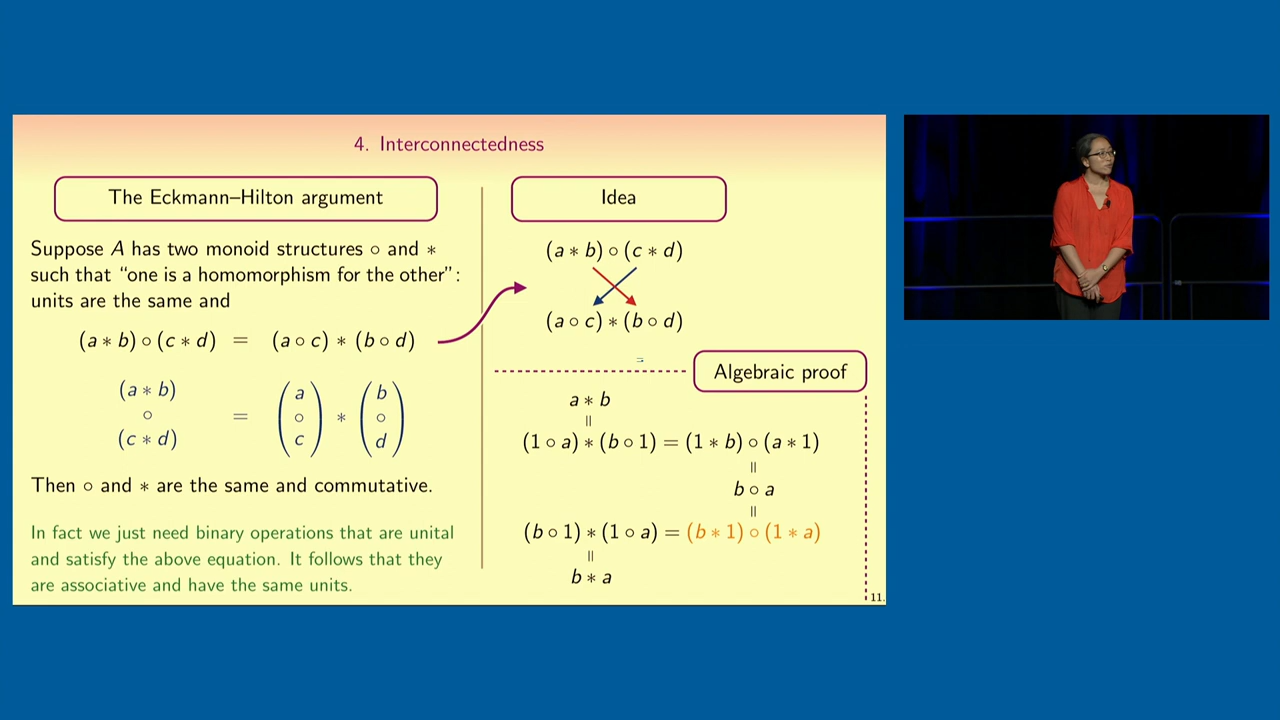 4. Interconnectedness
The Eckmann–Hilton argument
Suppose A has two monoid structures ∘ and ∗
such that “one is a homomorphism for the other”:
units are the same and
(a ∗ b) ∘ (c ∗ d) = (a ∘ c) ∗ (b ∘ d)
(a ∗ b) a b
∘ = ∘ ∗ ∘
(c ∗ d) c d
Then ∘ and ∗ are the same and commutative.
In fact we just need binary operations that are unital
and satisfy the above equation. It follows that they
are associative and have the same units.
Idea
(a ∗ b) ∘ (c ∗ d)
(a ∘ c) ∗ (b ∘ d)
=
Algebraic proof
a ∗ b
=
(1 ∘ a) ∗ (b ∘ 1) = (1 ∗ b) ∘ (a ∗ 1)
=
b ∘ a
=
(b ∘ 1) ∗ (1 ∘ a) = (b ∗ 1) ∘ (1 ∗ a)
=
b ∗ a
11.